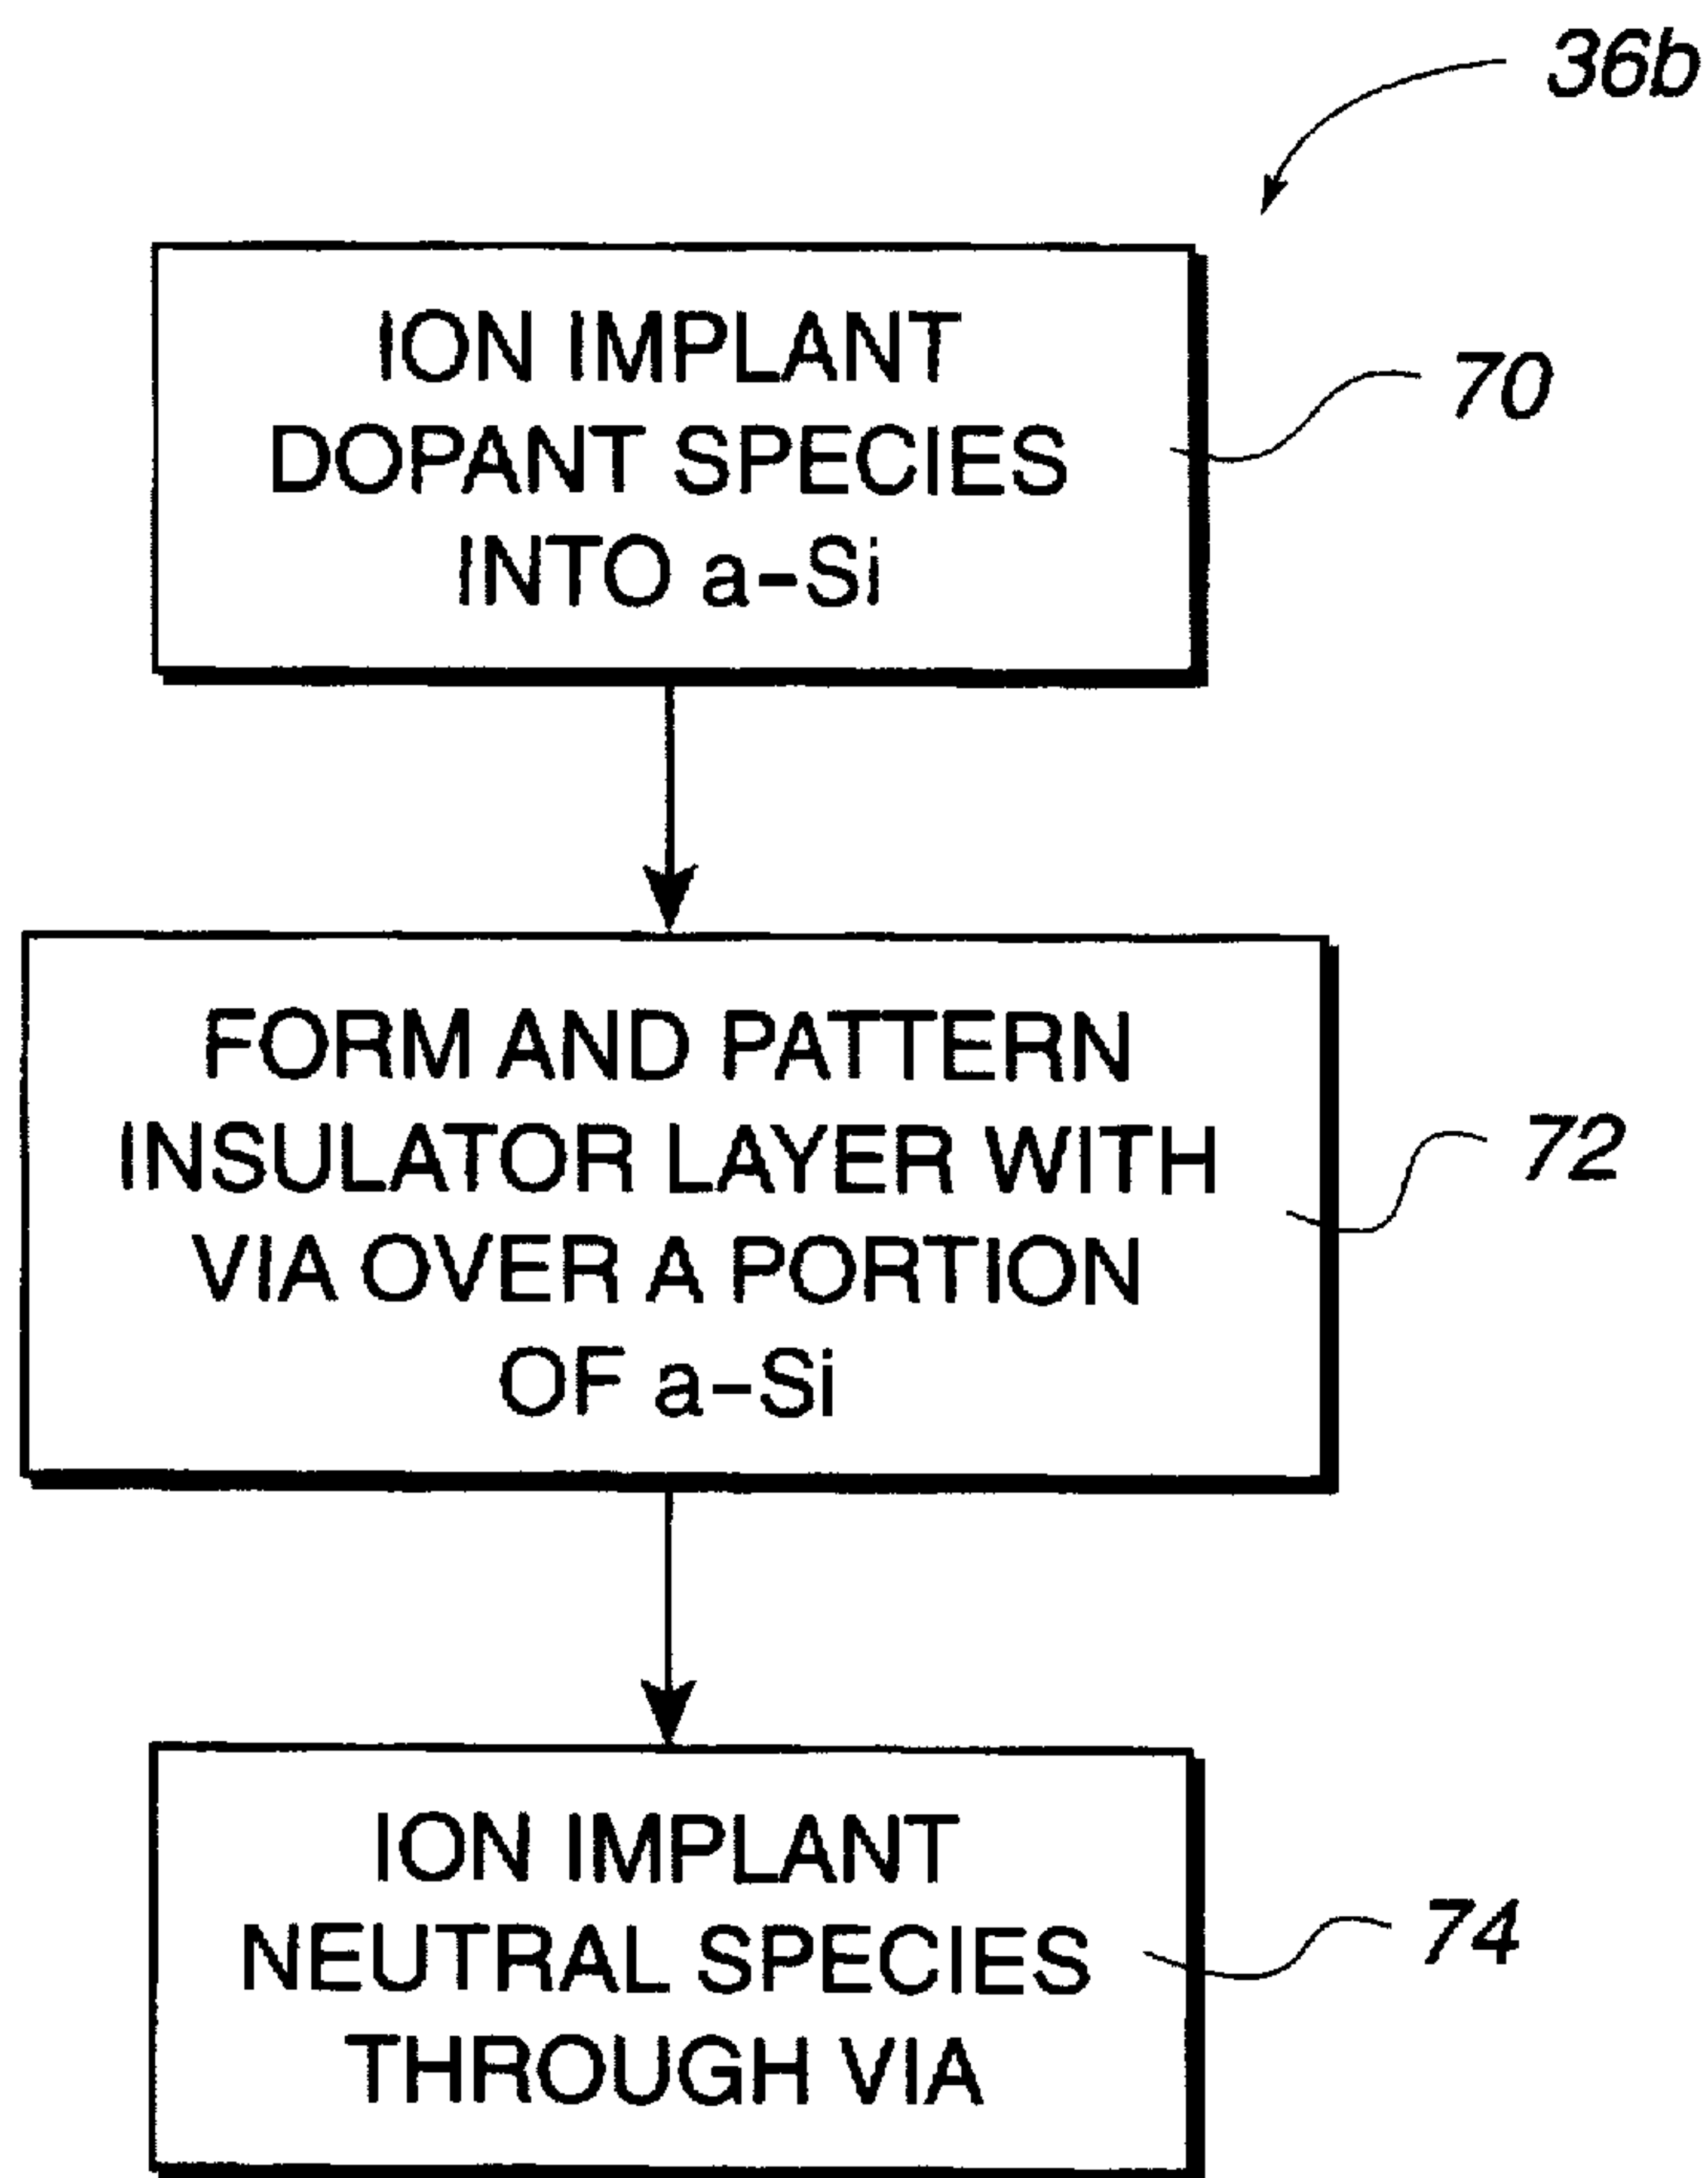 36b
ION IMPLANT
DOPANT SPECIES
INTO a-Si
70
FORM AND PATTERN
INSULATOR LAYER WITH
VIA OVER A PORTION
OF a-Si
72
ION IMPLANT
NEUTRAL SPECIES
THROUGH VIA
74